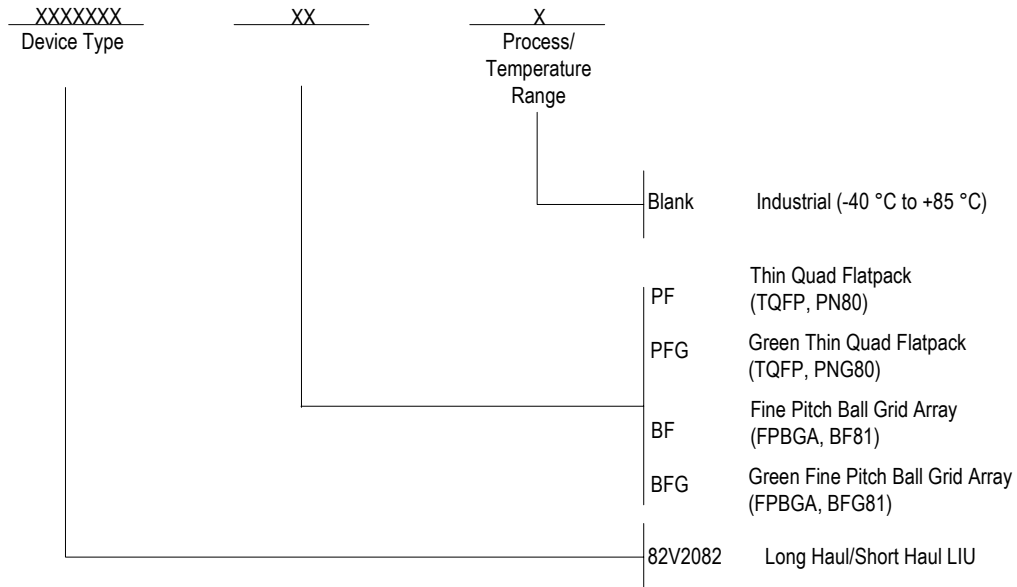 XXXXXXX XX X
Device Type
Process/
Temperature
Range
Blank Industrial (-40 °C to +85 °C)
PF Thin Quad Flatpack
(TQFP, PN80)
PFG Green Thin Quad Flatpack
(TQFP, PNG80)
BF Fine Pitch Ball Grid Array
(FPBGA, BF81)
BFG Green Fine Pitch Ball Grid Array
(FPBGA, BFG81)
82V2082 Long Haul/Short Haul LIU